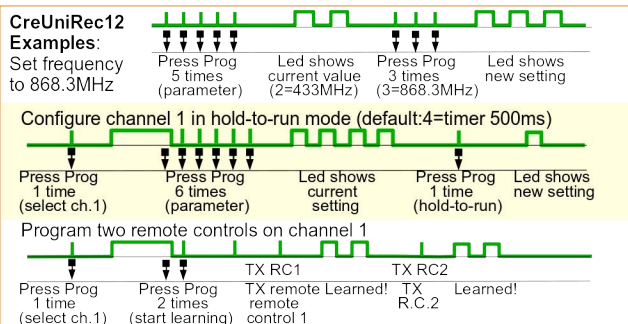 CreUniRec12
Examples:
Set frequency
to 868.3MHz
Press Prog
5 times
(parameter)
Led shows
current value
(2=433MHz)
Press Prog
3 times
(3=868.3MHz)
Led shows
new setting
Configure channel 1 in hold-to-run mode (default:4=timer 500ms)
Press Prog
1 time
(select ch.1)
Press Prog
6 times
(parameter)
Led shows
current
setting
Press Prog
1 time
(hold-to-run)
Led shows
new setting
Program two remote controls on channel 1
Press Prog
1 time
(select ch.1)
Press Prog
2 times
(start learning)
TX RC1
TX remote
remote
control 1
Learned!
TX RC2
TX
R.C.2
Learned!